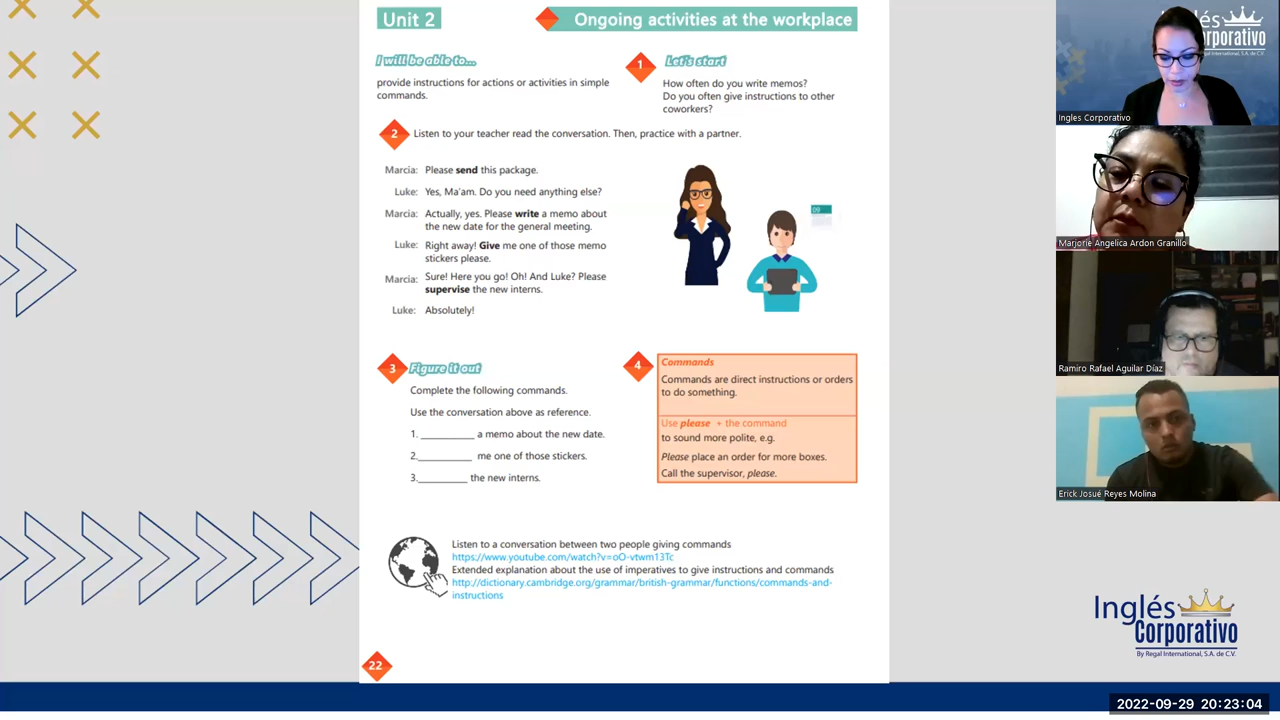 Unit 2
Ongoing activities at the workplace
I will be able to...
provide instructions for actions or activities in simple
commands.
1
Let's start
How often do you write memos?
Do you often give instructions to other
coworkers?
2
Listen to your teacher read the conversation. Then, practice with a partner.
Marcia: Please send this package.
Luke: Yes, Ma'am. Do you need anything else?
Marcia: Actually, yes. Please write a memo about
the new date for the general meeting.
Luke: Right away! Give me one of those memo
stickers please.
Marcia: Sure! Here you go! Oh! And Luke? Please
supervise the new interns.
Luke: Absolutely!
09
3
Figure it out
Complete the following commands.
Use the conversation above as reference.
1. __________ a memo about the new date.
2.__________ me one of those stickers.
3.__________ the new interns.
4
Commands
Commands are direct instructions or orders
to do something.
Use please + the command
to sound more polite, e.g.
Please place an order for more boxes.
Call the supervisor, please.
Listen to a conversation between two people giving commands
https://www.youtube.com/watch?v=oO-vtwm13Tc
Extended explanation about the use of imperatives to give instructions and commands
http://dictionary.cambridge.org/grammar/british-grammar/functions/commands-and-
instructions
22
Inglés
Corporativo
Ingles Corporativo
Marjorie Angelica Ardon Granillo
Ramiro Rafael Aguilar Díaz
Erick Josué Reyes Molina
Inglés
Corporativo
By Regal International, S.A. de C.V.
2022-09-29 20:23:04